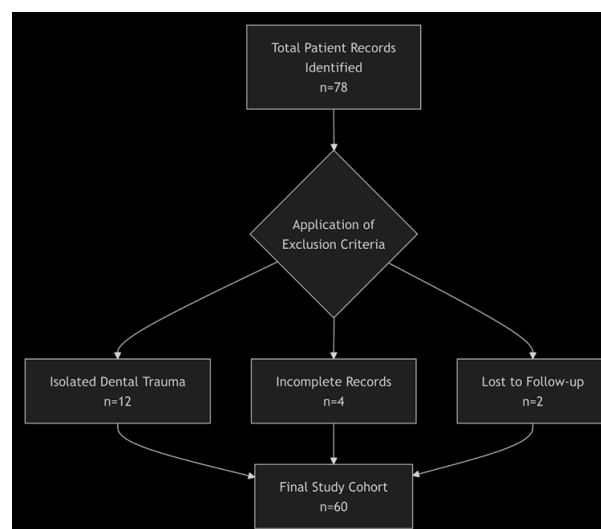 Total Patient Records
Identified
n=78
Application of
Exclusion Criteria
Isolated Dental Trauma
n=12
Incomplete Records
n=4
Lost to Follow-up
n=2
Final Study Cohort
n=60